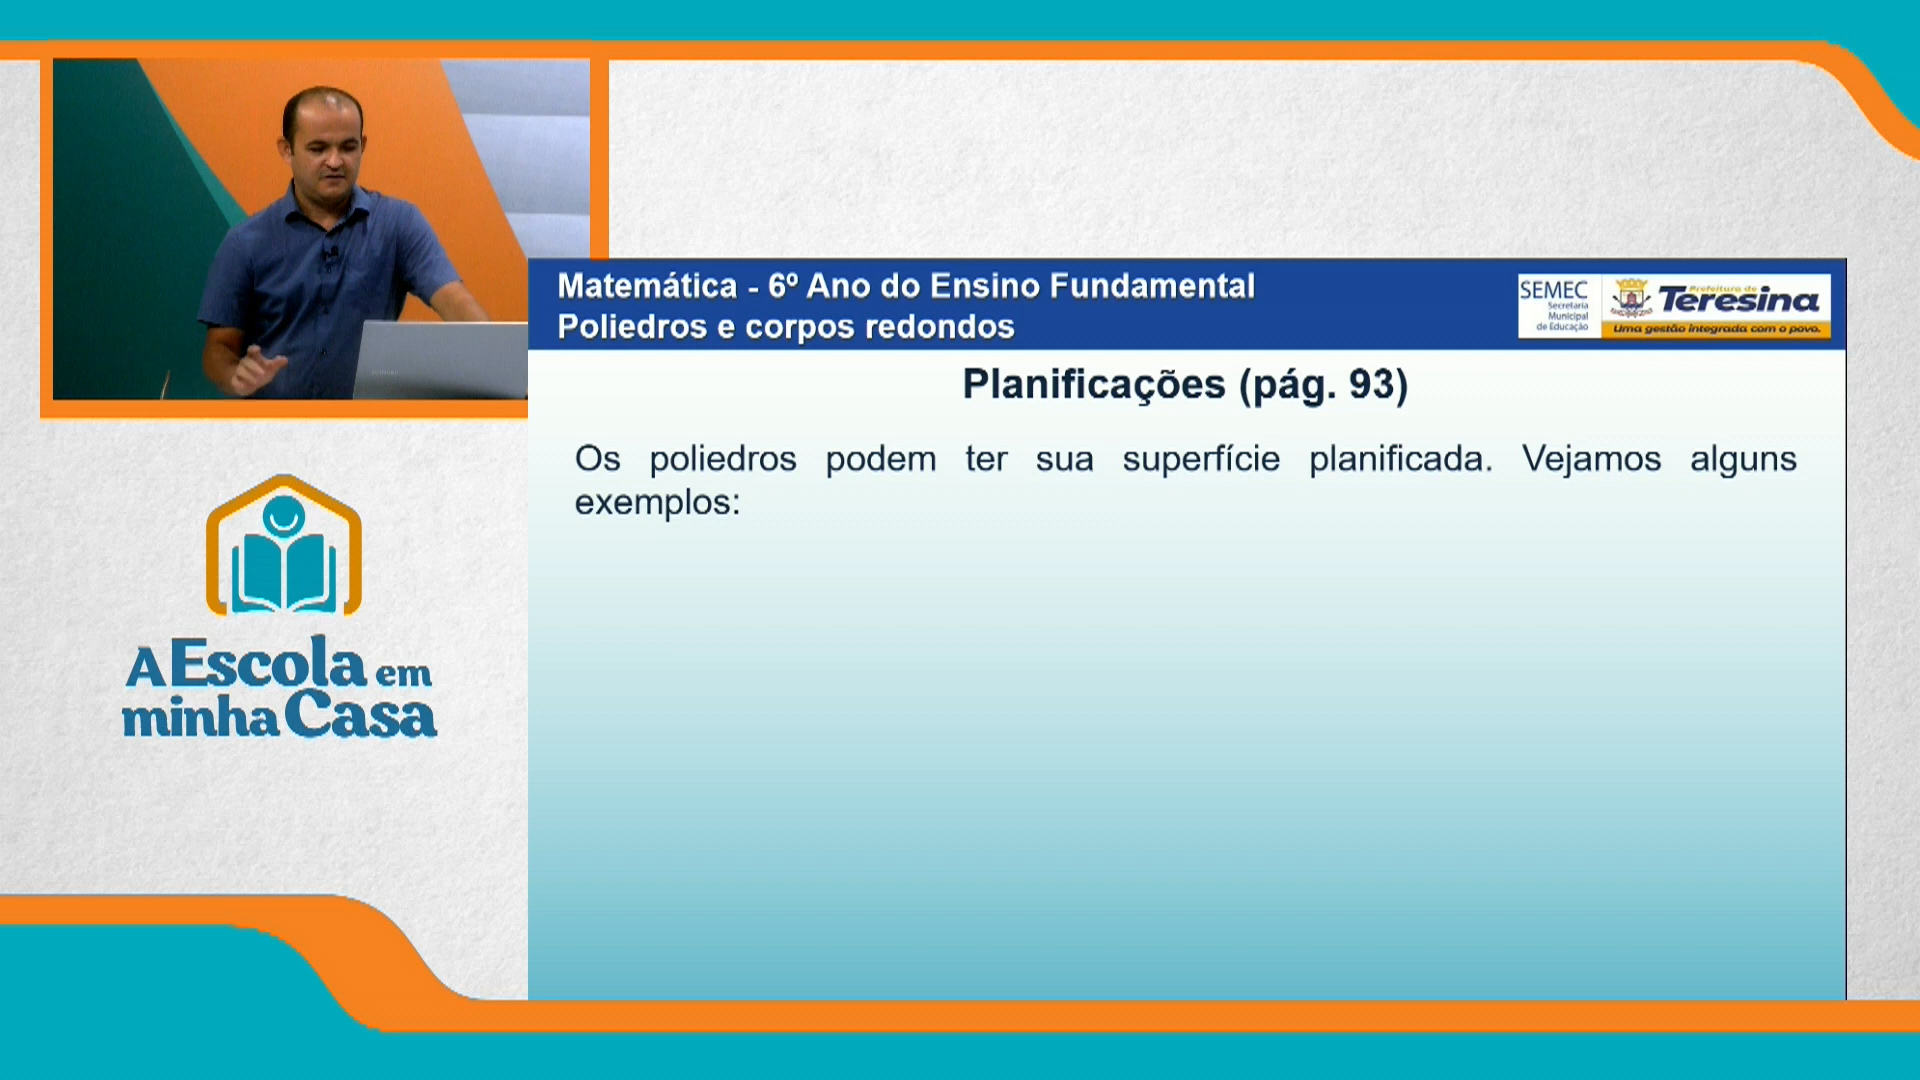 Matemática - 6º Ano do Ensino Fundamental
Poliedros e corpos redondos
SEMEC
Secretaria
Municipal
de Educação
Prefeitura de
Teresina
Uma gestão integrada com o povo.
Planificações (pág. 93)
Os poliedros podem ter sua superfície planificada. Vejamos alguns
exemplos:
A Escola em
minha Casa